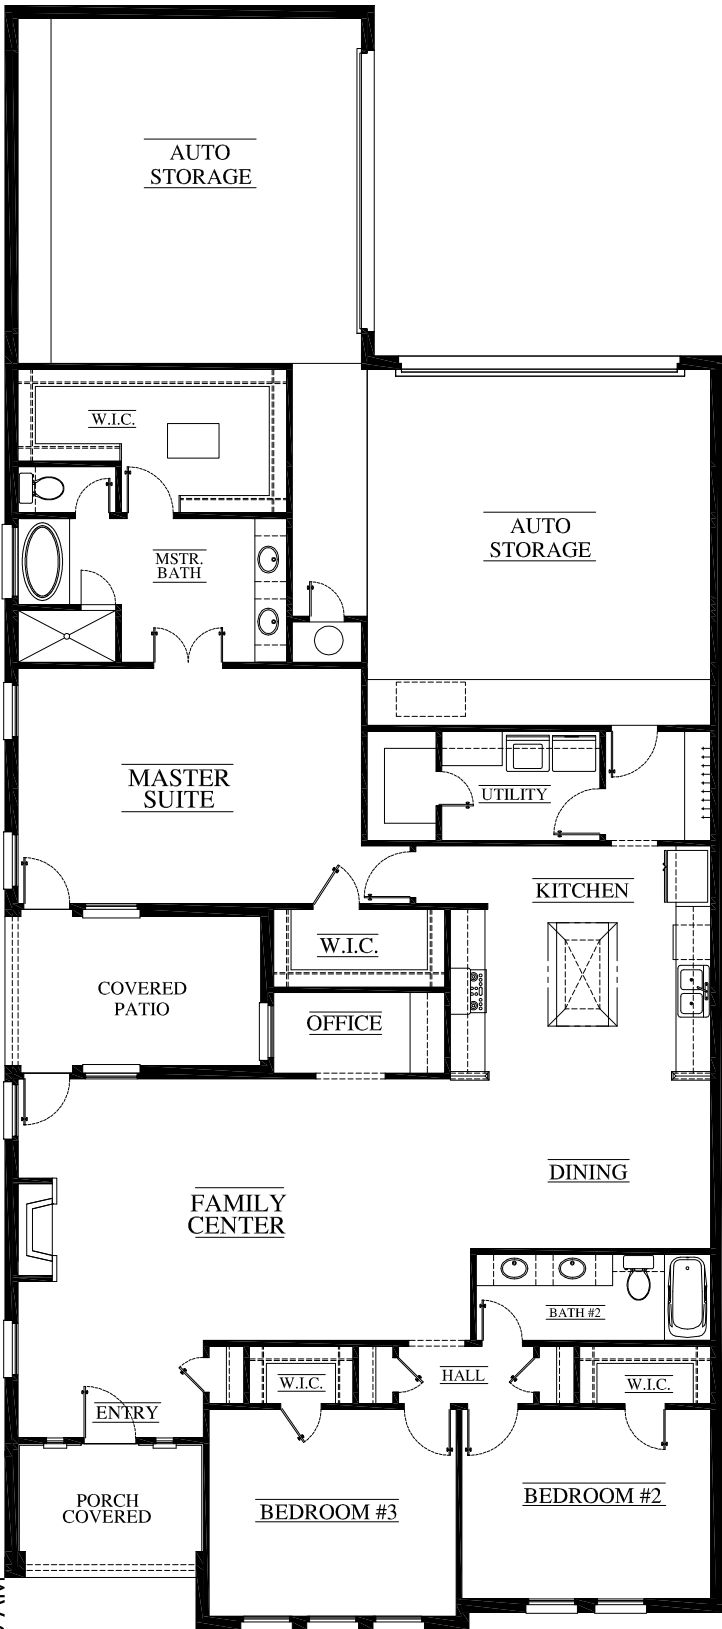 AUTO
STORAGE
W.I.C.
AUTO
STORAGE
MSTR.
BATH
MASTER
SUITE
UTILITY
KITCHEN
W.I.C.
COVERED
PATIO
OFFICE
DINING
FAMILY
CENTER
BATH #2
HALL
W.I.C.
W.I.C.
ENTRY
PORCH
COVERED
BEDROOM #3
BEDROOM #2